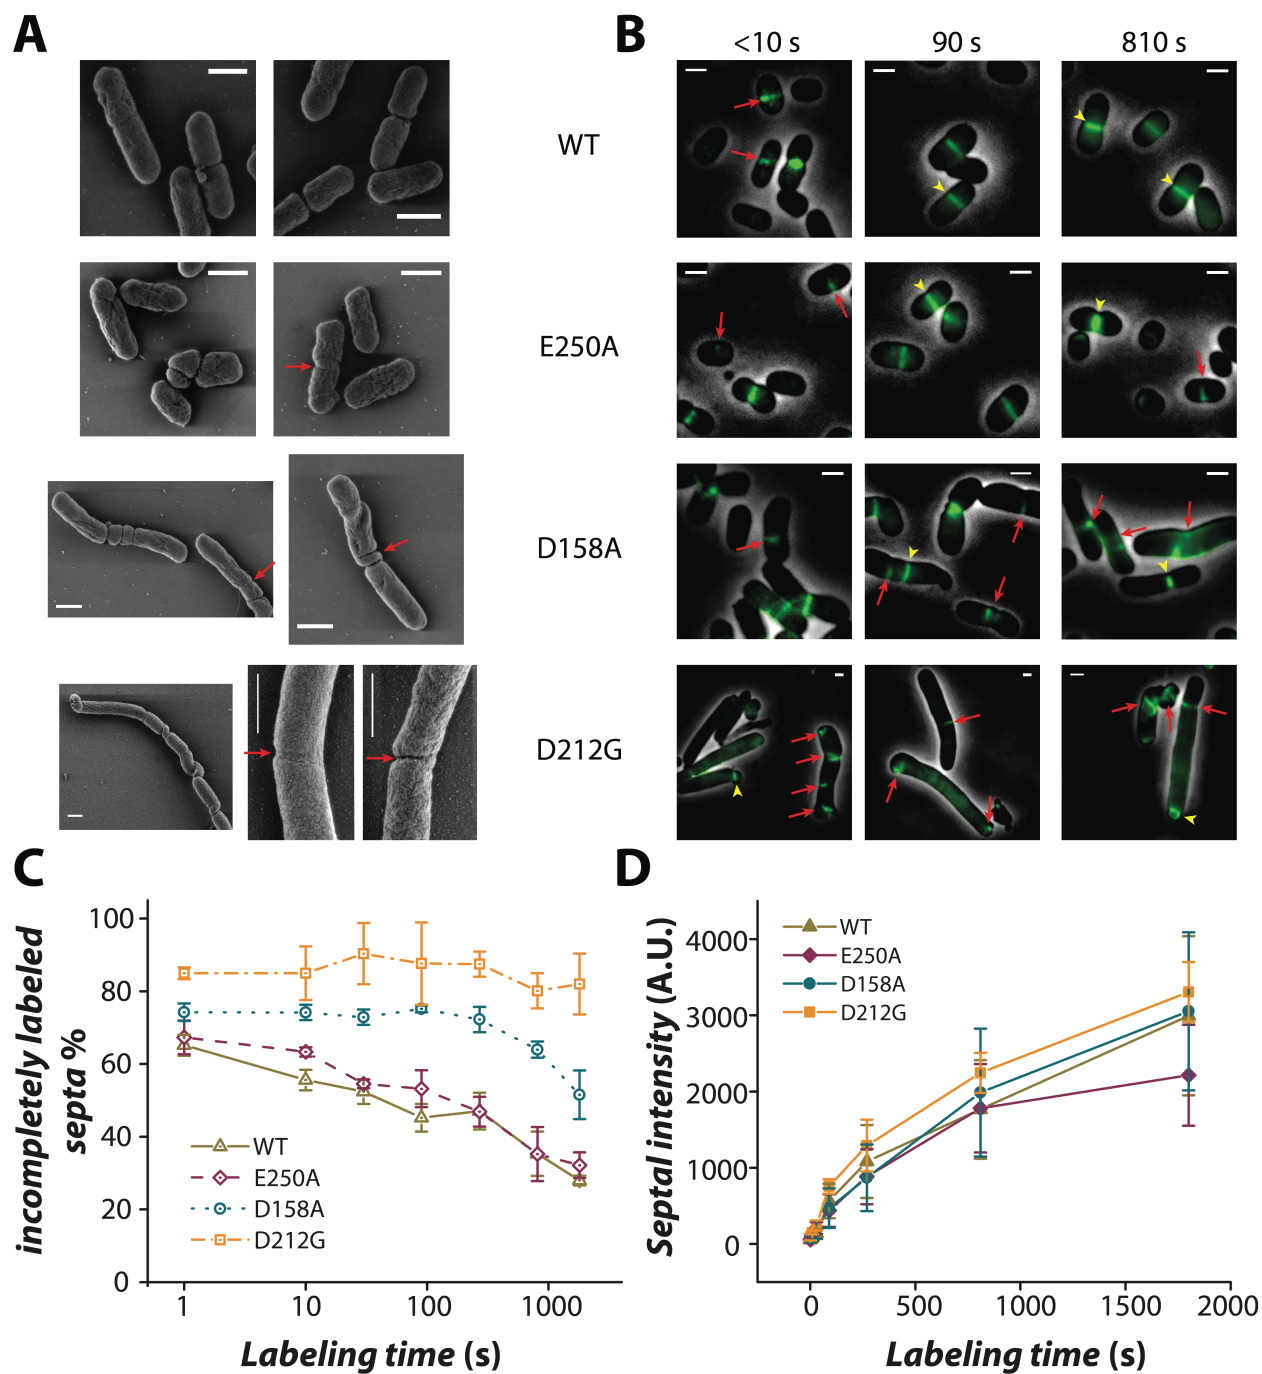 A
B
<10 s
90 s
810 s
WT
E250A
D158A
D212G
C
incompletely labeled
septa %
100
80
60
40
20
0
WT
E250A
D158A
D212G
1
10
100
1000
Labeling time (s)
D
Septal intensity (A.U.)
4000
3000
2000
1000
0
WT
E250A
D158A
D212G
0
500
1000
1500
2000
Labeling time (s)